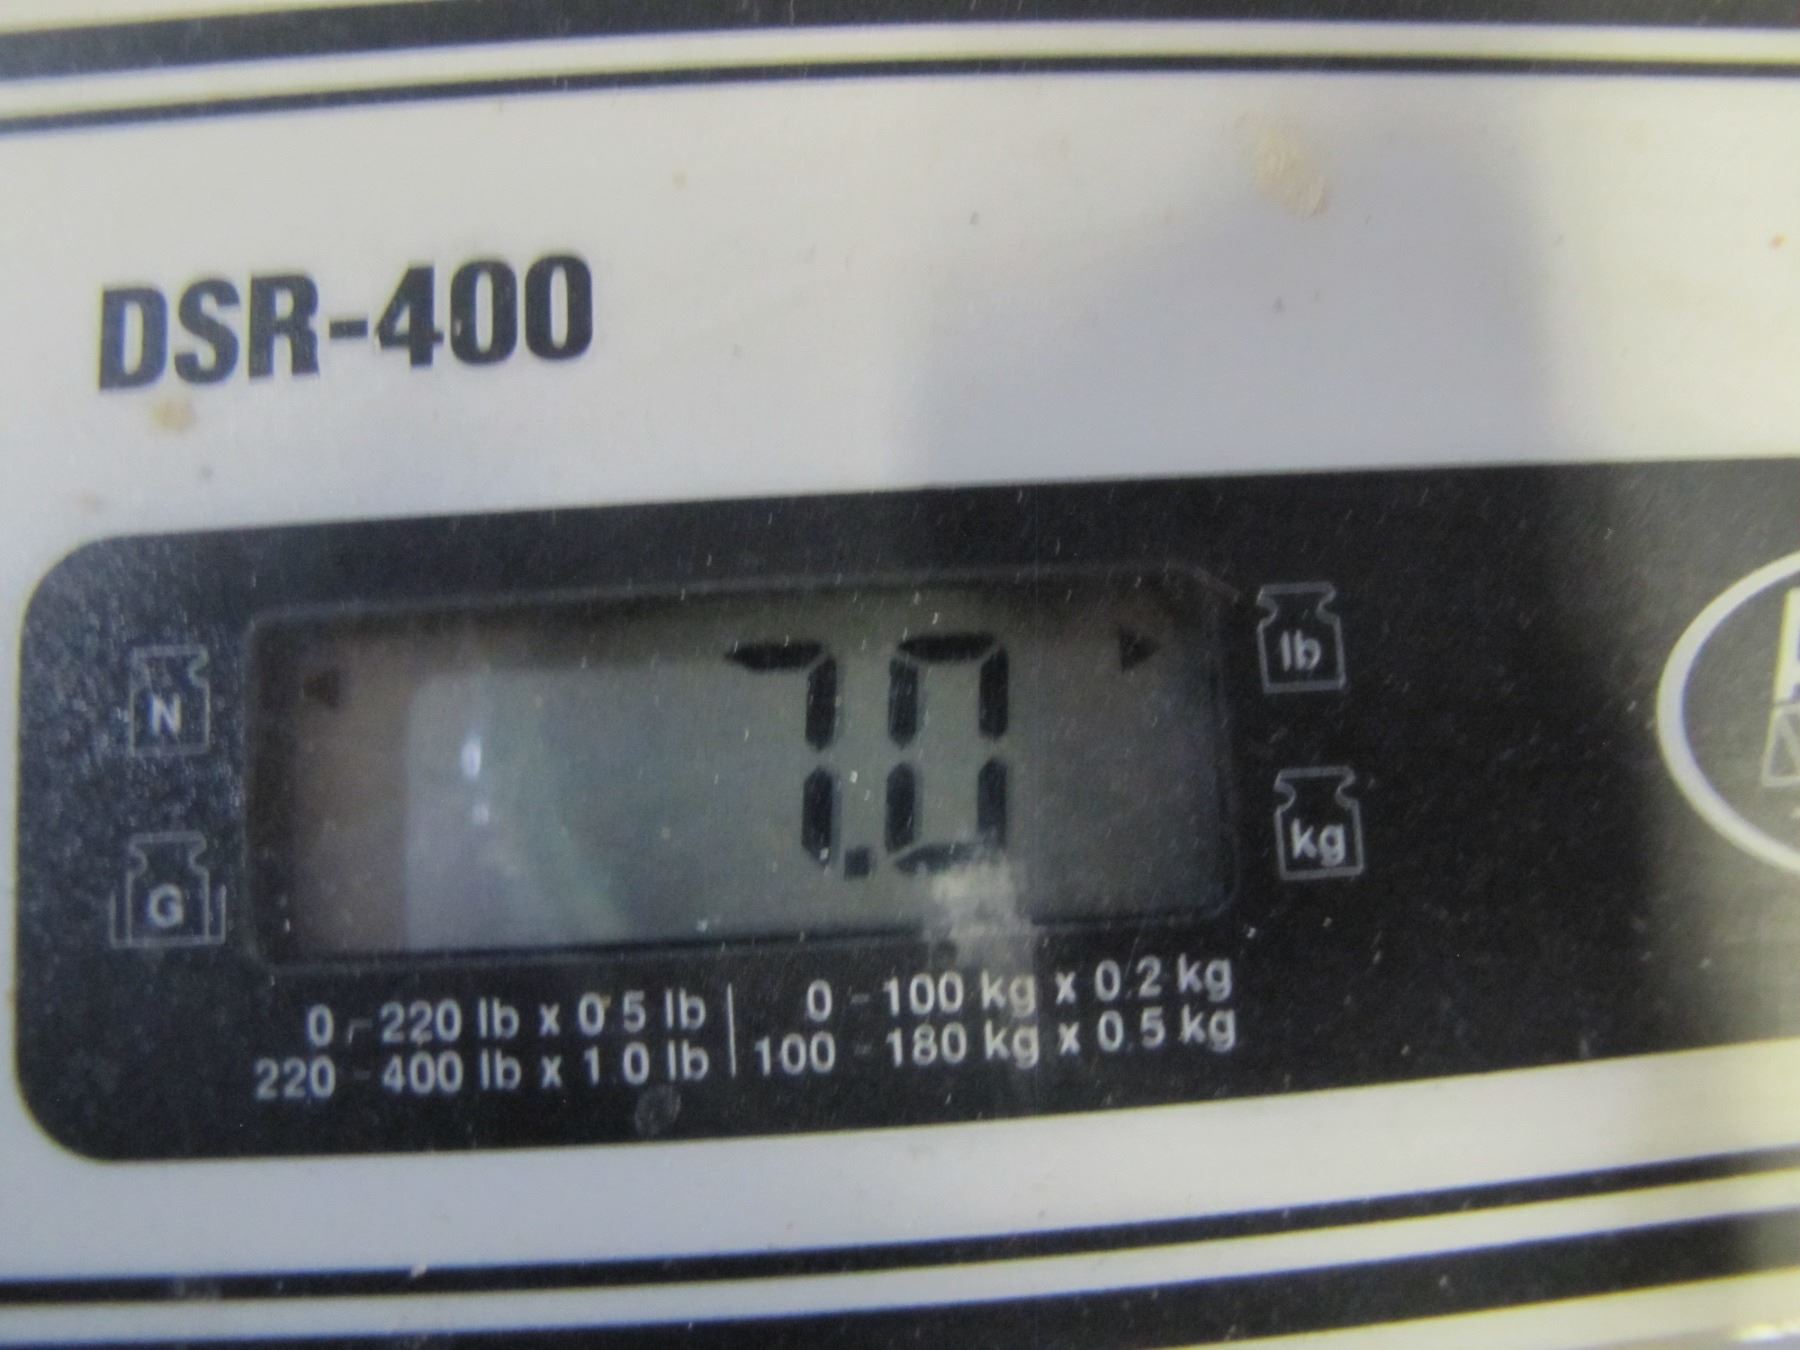 DSR-400
7.0
N
lb
G
kg
0 - 220 lb x 0.5 lb | 0 - 100 kg x 0.2 kg
220 - 400 lb x 1.0 lb | 100 - 180 kg x 0.5 kg